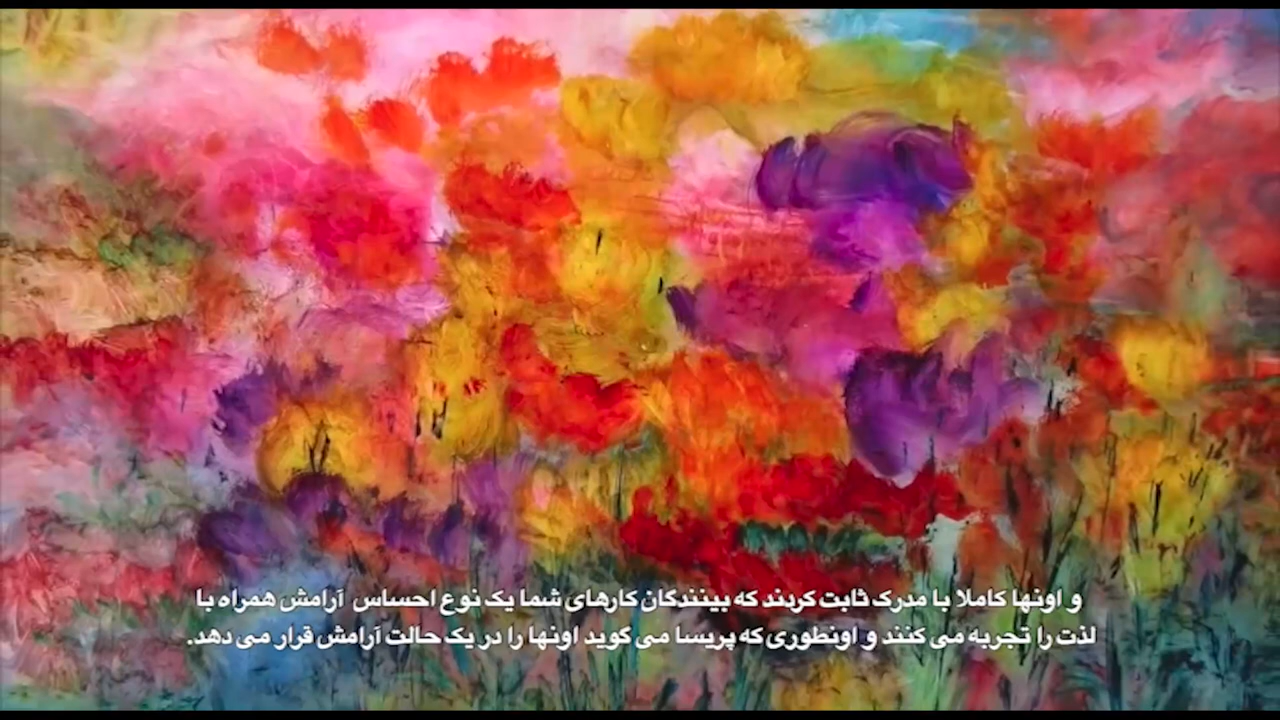 و اونها کاملا با مدرک ثابت کردند که بینندگان کارهای شما یک نوع احساس آرامش همراه با
لذت را تجربه می کنند و اونطوری که پریسا می گوید اونها را در یک حالت آرامش قرار می دهد.